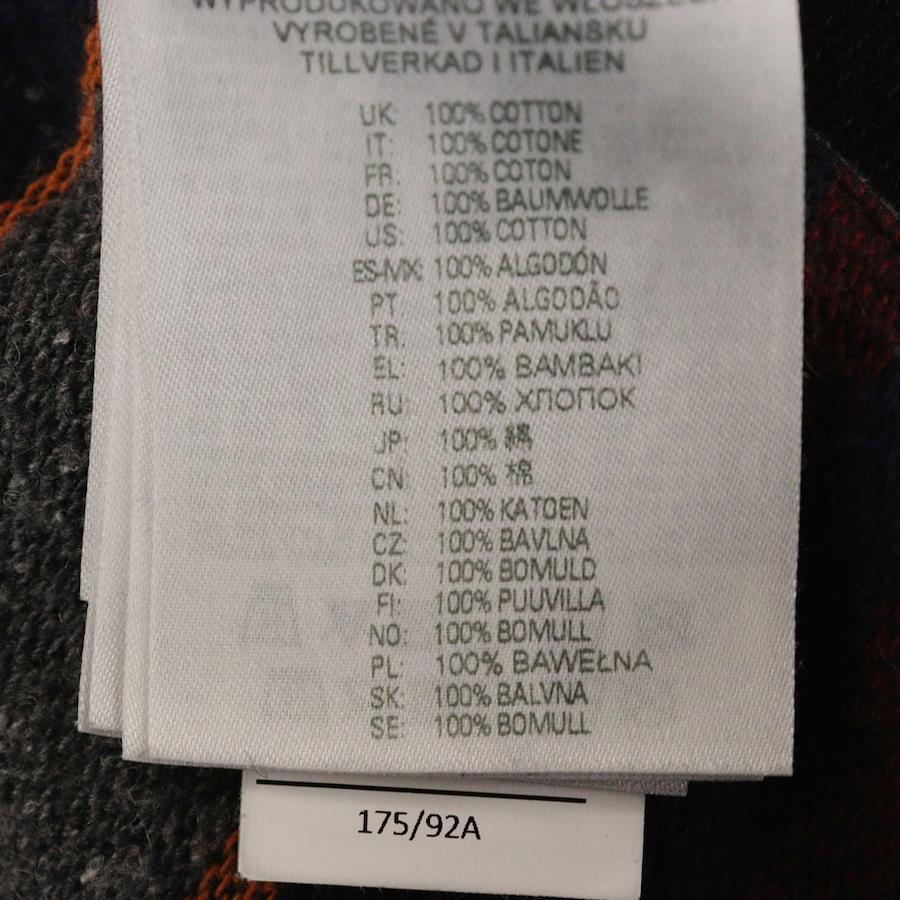 WYPRODUKOWANO WE WŁOSZECH
VYROBENÉ V TALIANSKU
TILLVERKAD I ITALIEN
UK: 100% COTTON
IT: 100% COTONE
FR: 100% COTON
DE: 100% BAUMWOLLE
US: 100% COTTON
ES-MX: 100% ALGODÓN
PT 100% ALGODÃO
TR: 100% PAMUKLU
EL: 100% BAMBAKI
RU: 100% ХЛОПОК
JP: 100% 綿
CN: 100% 棉
NL: 100% KATOEN
CZ: 100% BAVLNA
DK: 100% BOMULD
FI: 100% PUUVILLA
NO: 100% BOMULL
PL: 100% BAWEŁNA
SK: 100% BALVNA
SE: 100% BOMULL
175/92A